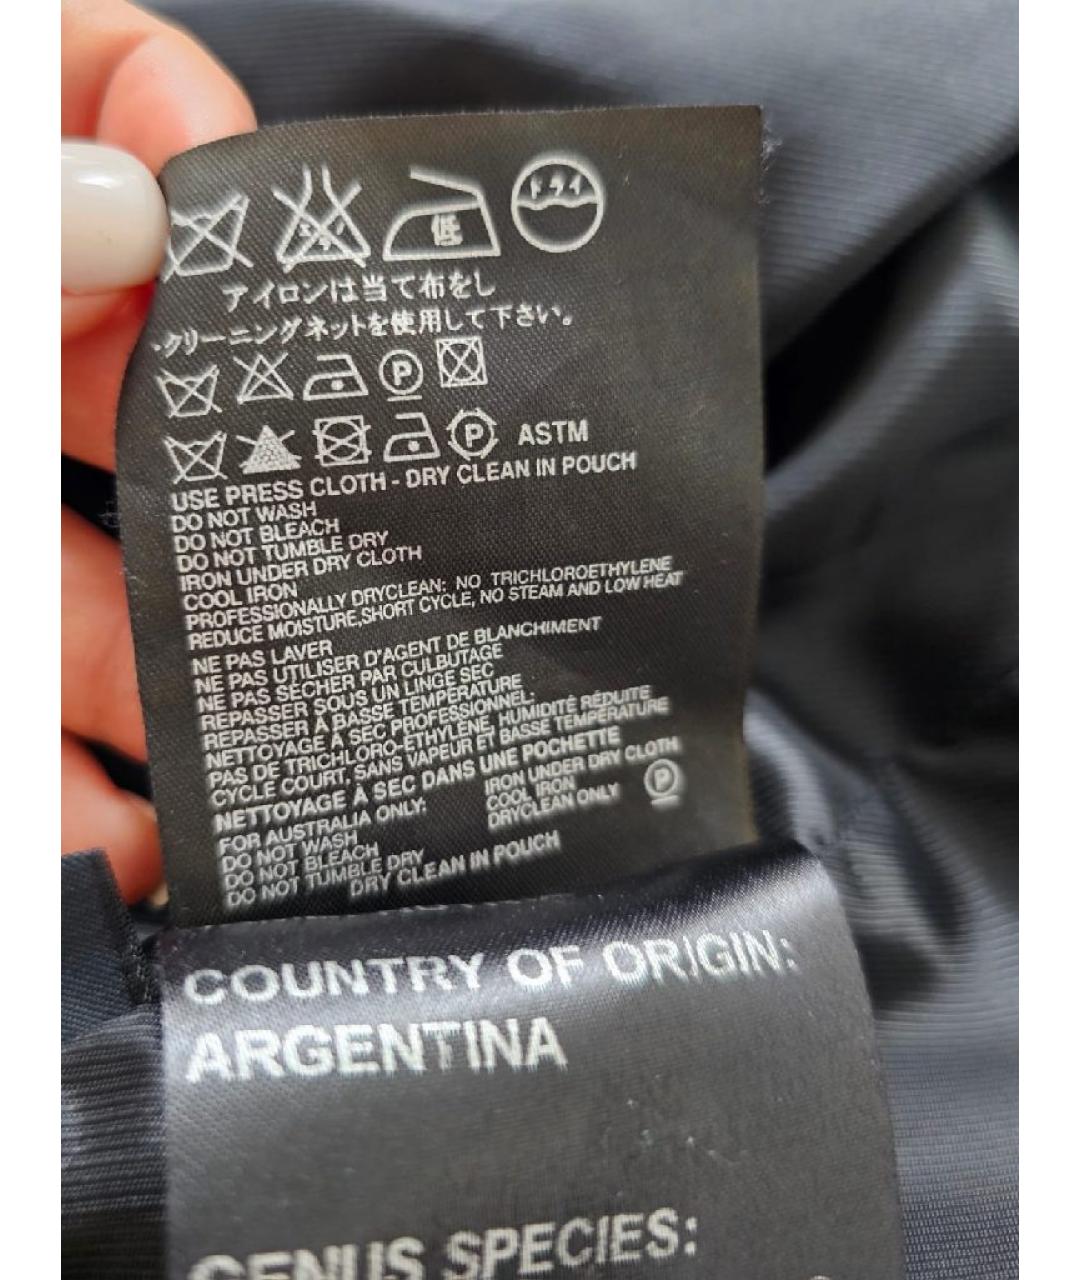 低 ドライ
アイロンは当て布をし
・クリーニングネットを使用して下さい。
P
P ASTM
USE PRESS CLOTH - DRY CLEAN IN POUCH
DO NOT WASH
DO NOT BLEACH
DO NOT TUMBLE DRY
IRON UNDER DRY CLOTH
COOL IRON
PROFESSIONALLY DRYCLEAN: NO TRICHLOROETHYLENE
REDUCE MOISTURE,SHORT CYCLE, NO STEAM AND LOW HEAT
NE PAS LAVER
NE PAS UTILISER D'AGENT DE BLANCHIMENT
NE PAS SÉCHER PAR CULBUTAGE
REPASSER SOUS UN LINGE SEC
REPASSER À BASSE TEMPÉRATURE
NETTOYAGE À SEC PROFESSIONNEL:
PAS DE TRICHLORO-ETHYLÈNE, HUMIDITÉ RÉDUITE
CYCLE COURT, SANS VAPEUR ET BASSE TEMPÉRATURE
NETTOYAGE À SEC DANS UNE POCHETTE
FOR AUSTRALIA ONLY: IRON UNDER DRY CLOTH
DO NOT WASH COOL IRON P
DO NOT BLEACH DRYCLEAN ONLY
DO NOT TUMBLE DRY
DRY CLEAN IN POUCH
COUNTRY OF ORIGIN:
ARGENTINA
GENUS SPECIES: